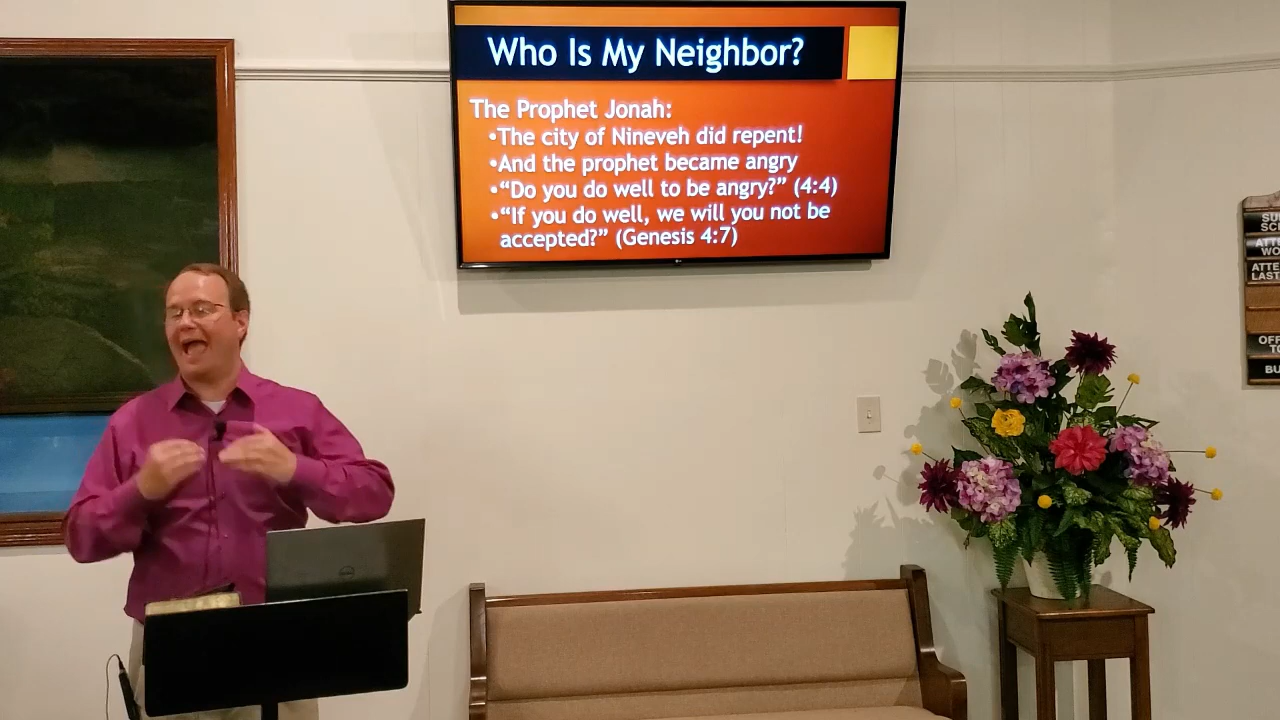 Who Is My Neighbor?
The Prophet Jonah:
•The city of Nineveh did repent!
•And the prophet became angry
•“Do you do well to be angry?” (4:4)
•“If you do well, we will you not be
accepted?” (Genesis 4:7)